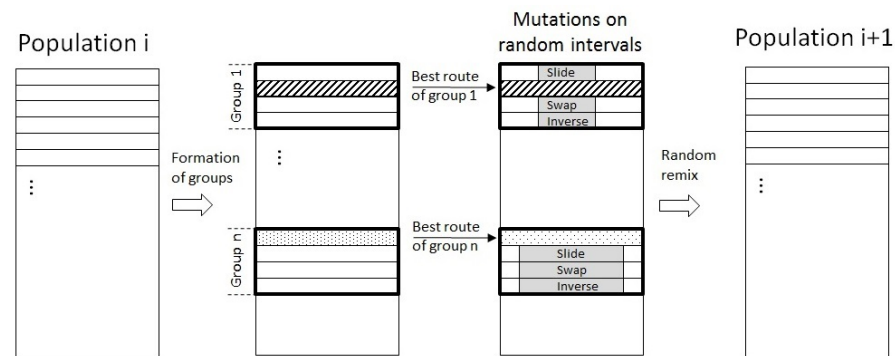 Population i
Formation
of groups
Group 1
Group n
Best route
of group 1
Best route
of group n
Mutations on
random intervals
Slide
Swap
Inverse
Slide
Swap
Inverse
Random
remix
Population i+1